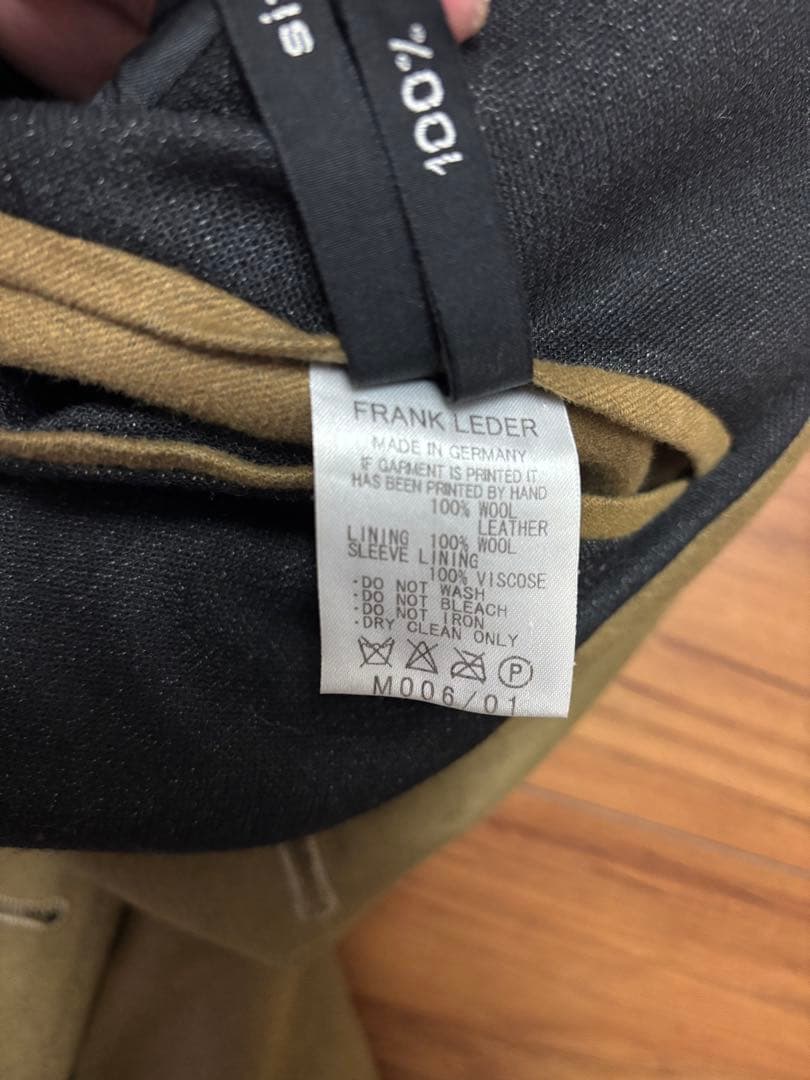 sis
100%
FRANK LEDER
MADE IN GERMANY
IF GARMENT IS PRINTED IT
HAS BEEN PRINTED BY HAND
100% WOOL
LEATHER
LINING 100% WOOL
SLEEVE LINING
100% VISCOSE
·DO NOT WASH
·DO NOT BLEACH
·DO NOT IRON
·DRY CLEAN ONLY
P
M006/01